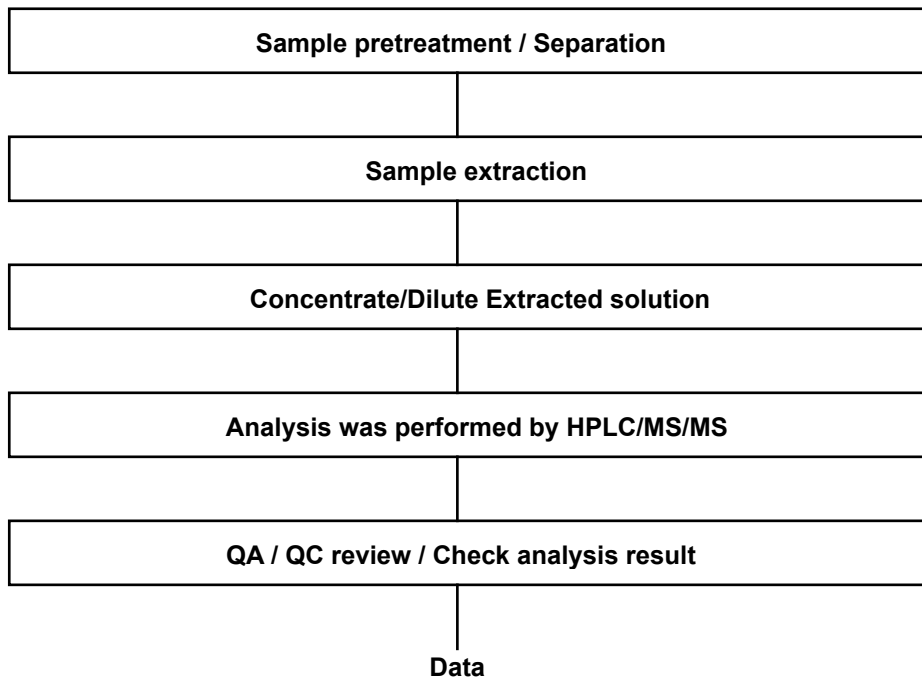 Sample pretreatment / Separation
Sample extraction
Concentrate/Dilute Extracted solution
Analysis was performed by HPLC/MS/MS
QA / QC review / Check analysis result
Data